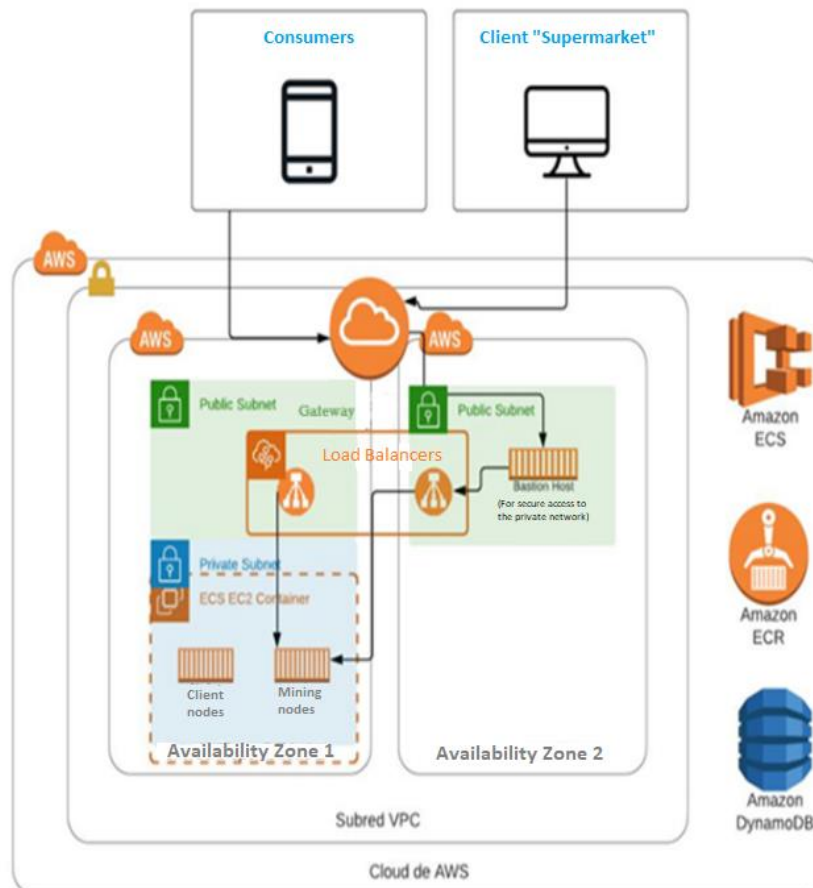 Consumers
Client "Supermarket"
AWS
AWS
AWS
Public Subnet
Gateway
Public Subnet
Load Balancers
Bastion Host
(For secure access to
the private network)
Private Subnet
ECS EC2 Container
Client
nodes
Mining
nodes
Availability Zone 1
Availability Zone 2
Subred VPC
Cloud de AWS
Amazon
ECS
Amazon
ECR
Amazon
DynamoDB